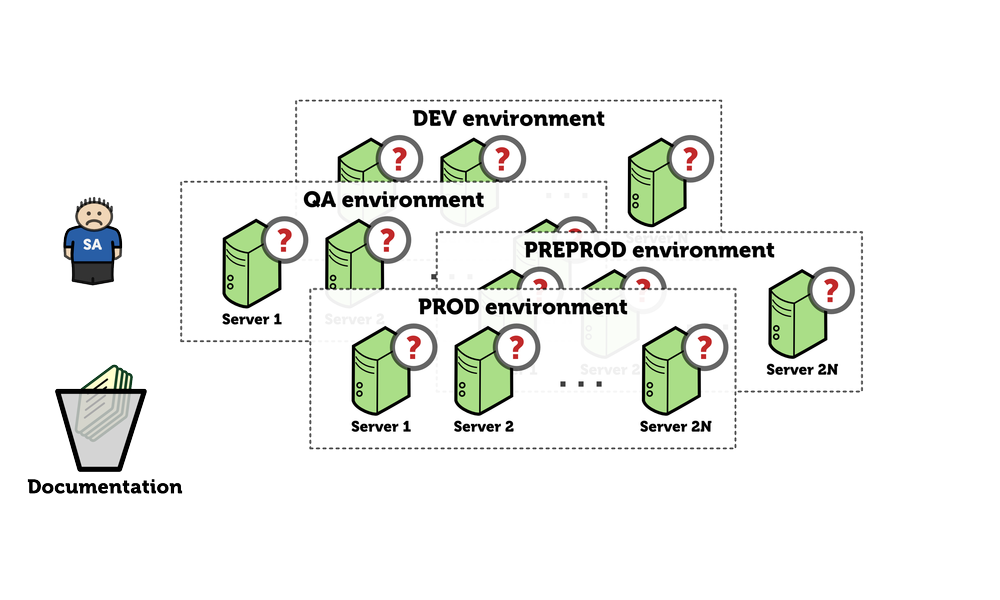 DEV environment
?
?
?
QA environment
?
?
?
SA
PREPROD environment
?
?
?
Server 1
Server 2
PROD environment
?
?
?
. . .
Server 2N
Server 1
Server 2
Server 2N
Documentation